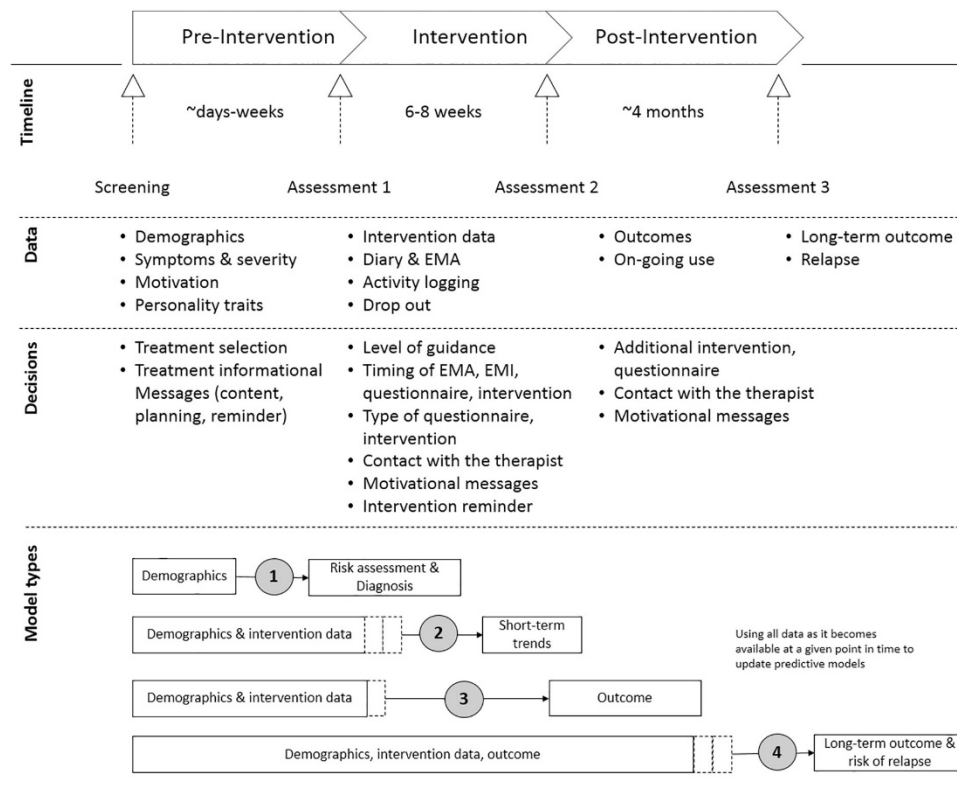 Pre-Intervention
Intervention
Post-Intervention
Timeline
~days-weeks
6-8 weeks
~4 months
Screening
Assessment 1
Assessment 2
Assessment 3
Data
• Demographics
• Symptoms & severity
• Motivation
• Personality traits
• Intervention data
• Diary & EMA
• Activity logging
• Drop out
• Outcomes
• On-going use
• Long-term outcome
• Relapse
Decisions
• Treatment selection
• Treatment informational
Messages (content,
planning, reminder)
• Level of guidance
• Timing of EMA, EMI,
questionnaire, intervention
• Type of questionnaire,
intervention
• Contact with the therapist
• Motivational messages
• Intervention reminder
• Additional intervention,
questionnaire
• Contact with the therapist
• Motivational messages
Model types
Demographics
1
Risk assessment &
Diagnosis
Demographics & intervention data
2
Short-term
trends
Using all data as it becomes
available at a given point in time to
update predictive models
Demographics & intervention data
3
Outcome
Demographics, intervention data, outcome
4
Long-term outcome &
risk of relapse